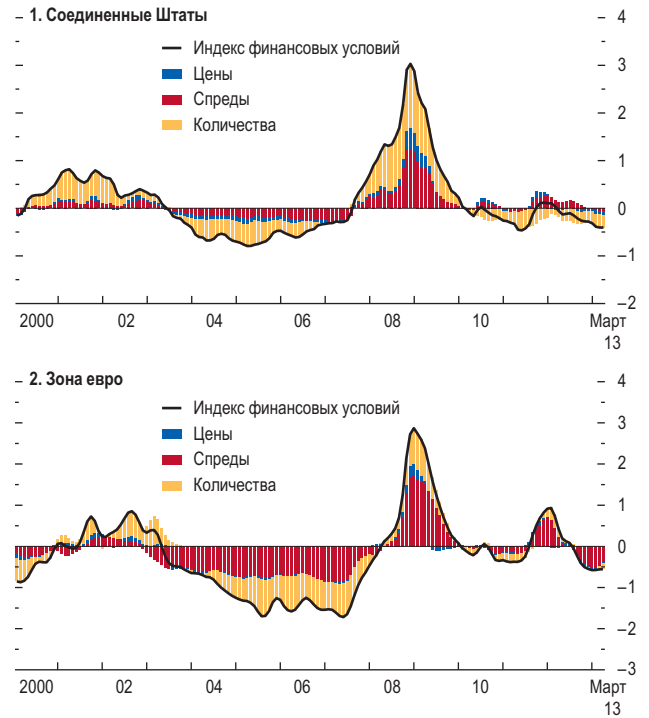 1. Соединенные Штаты
Индекс финансовых условий
Цены
Спреды
Количества
4
3
2
1
0
–1
–2
2000 02 04 06 08 10 Март
13
2. Зона евро
Индекс финансовых условий
Цены
Спреды
Количества
4
3
2
1
0
–1
–2
–3
2000 02 04 06 08 10 Март
13